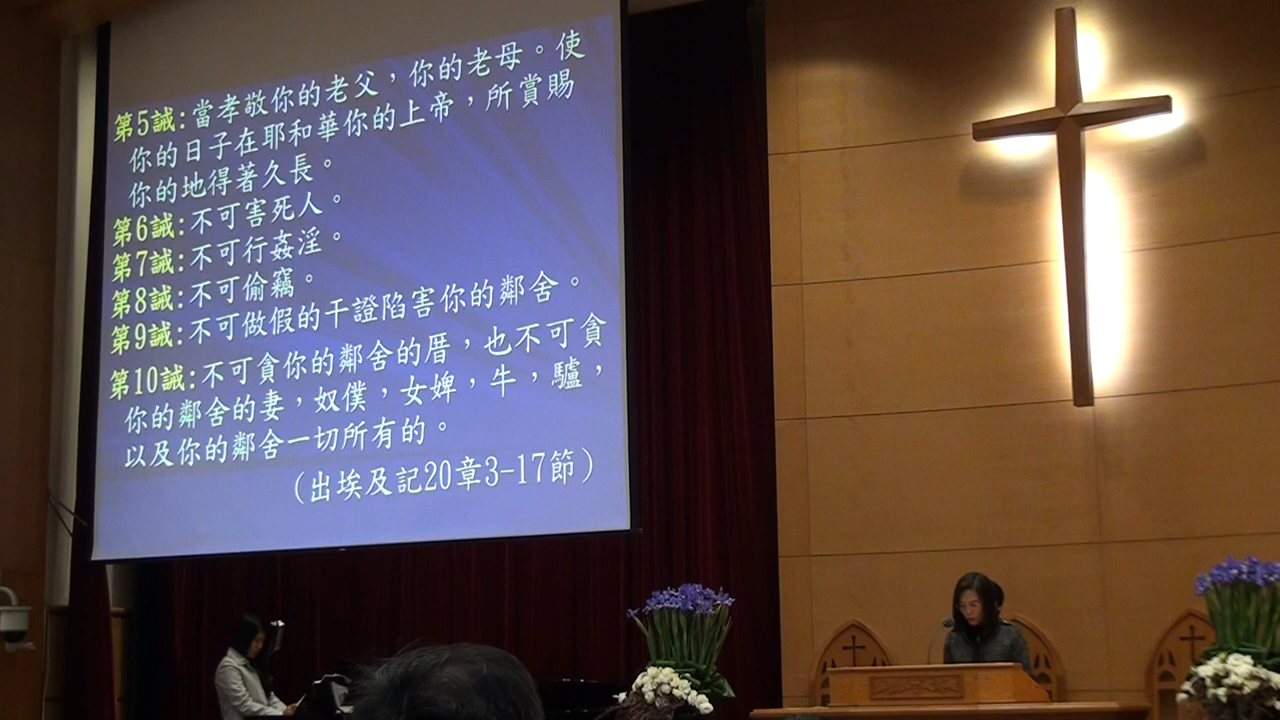 第5誡:當孝敬你的老父，你的老母。使
你的日子在耶和華你的上帝，所賞賜
你的地得著久長。
第6誡:不可害死人。
第7誡:不可行姦淫。
第8誡:不可偷竊。
第9誡:不可做假的干證陷害你的鄰舍。
第10誡:不可貪你的鄰舍的厝，也不可貪
你的鄰舍的妻，奴僕，女婢，牛，驢，
以及你的鄰舍一切所有的。
（出埃及記20章3-17節）